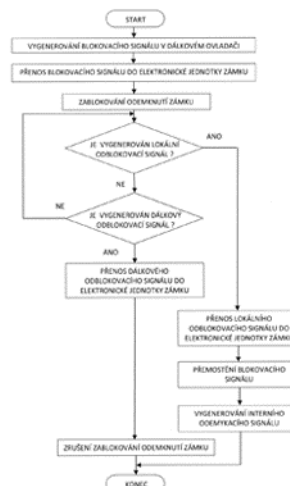 START
VYGENEROVÁNÍ BLOKOVACÍHO SIGNÁLU V DÁLKOVÉM OVLADAČI
PŘENOS BLOKOVACÍHO SIGNÁLU DO ELEKTRONICKÉ JEDNOTKY ZÁMKU
ZABLOKOVÁNÍ ODEMKNUTÍ ZÁMKU
JE VYGENEROVÁN LOKÁLNÍ
ODBLOKOVACÍ SIGNÁL ?
ANO
NE
JE VYGENEROVÁN DÁLKOVÝ
ODBLOKOVACÍ SIGNÁL ?
NE
ANO
PŘENOS DÁLKOVÉHO
ODBLOKOVACÍHO SIGNÁLU DO
ELEKTRONICKÉ JEDNOTKY ZÁMKU
PŘENOS LOKÁLNÍHO
ODBLOKOVACÍHO SIGNÁLU DO
ELEKTRONICKÉ JEDNOTKY ZÁMKU
PŘEMOSTĚNÍ BLOKOVACÍHO
SIGNÁLU
VYGENEROVÁNÍ INTERNÍHO
ODEMYKACÍHO SIGNÁLU
ZRUŠENÍ ZABLOKOVÁNÍ ODEMKNUTÍ ZÁMKU
KONEC